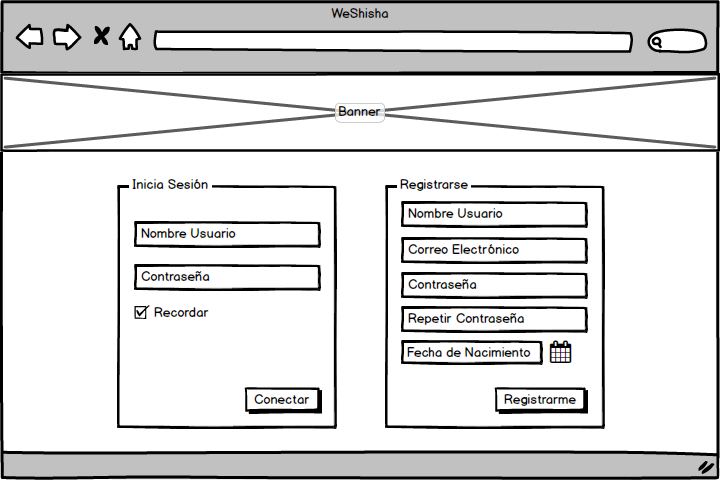 WeShisha
Banner
Inicia Sesión
Nombre Usuario
Contraseña
Recordar
Conectar
Registrarse
Nombre Usuario
Correo Electrónico
Contraseña
Repetir Contraseña
Fecha de Nacimiento
Registrarme